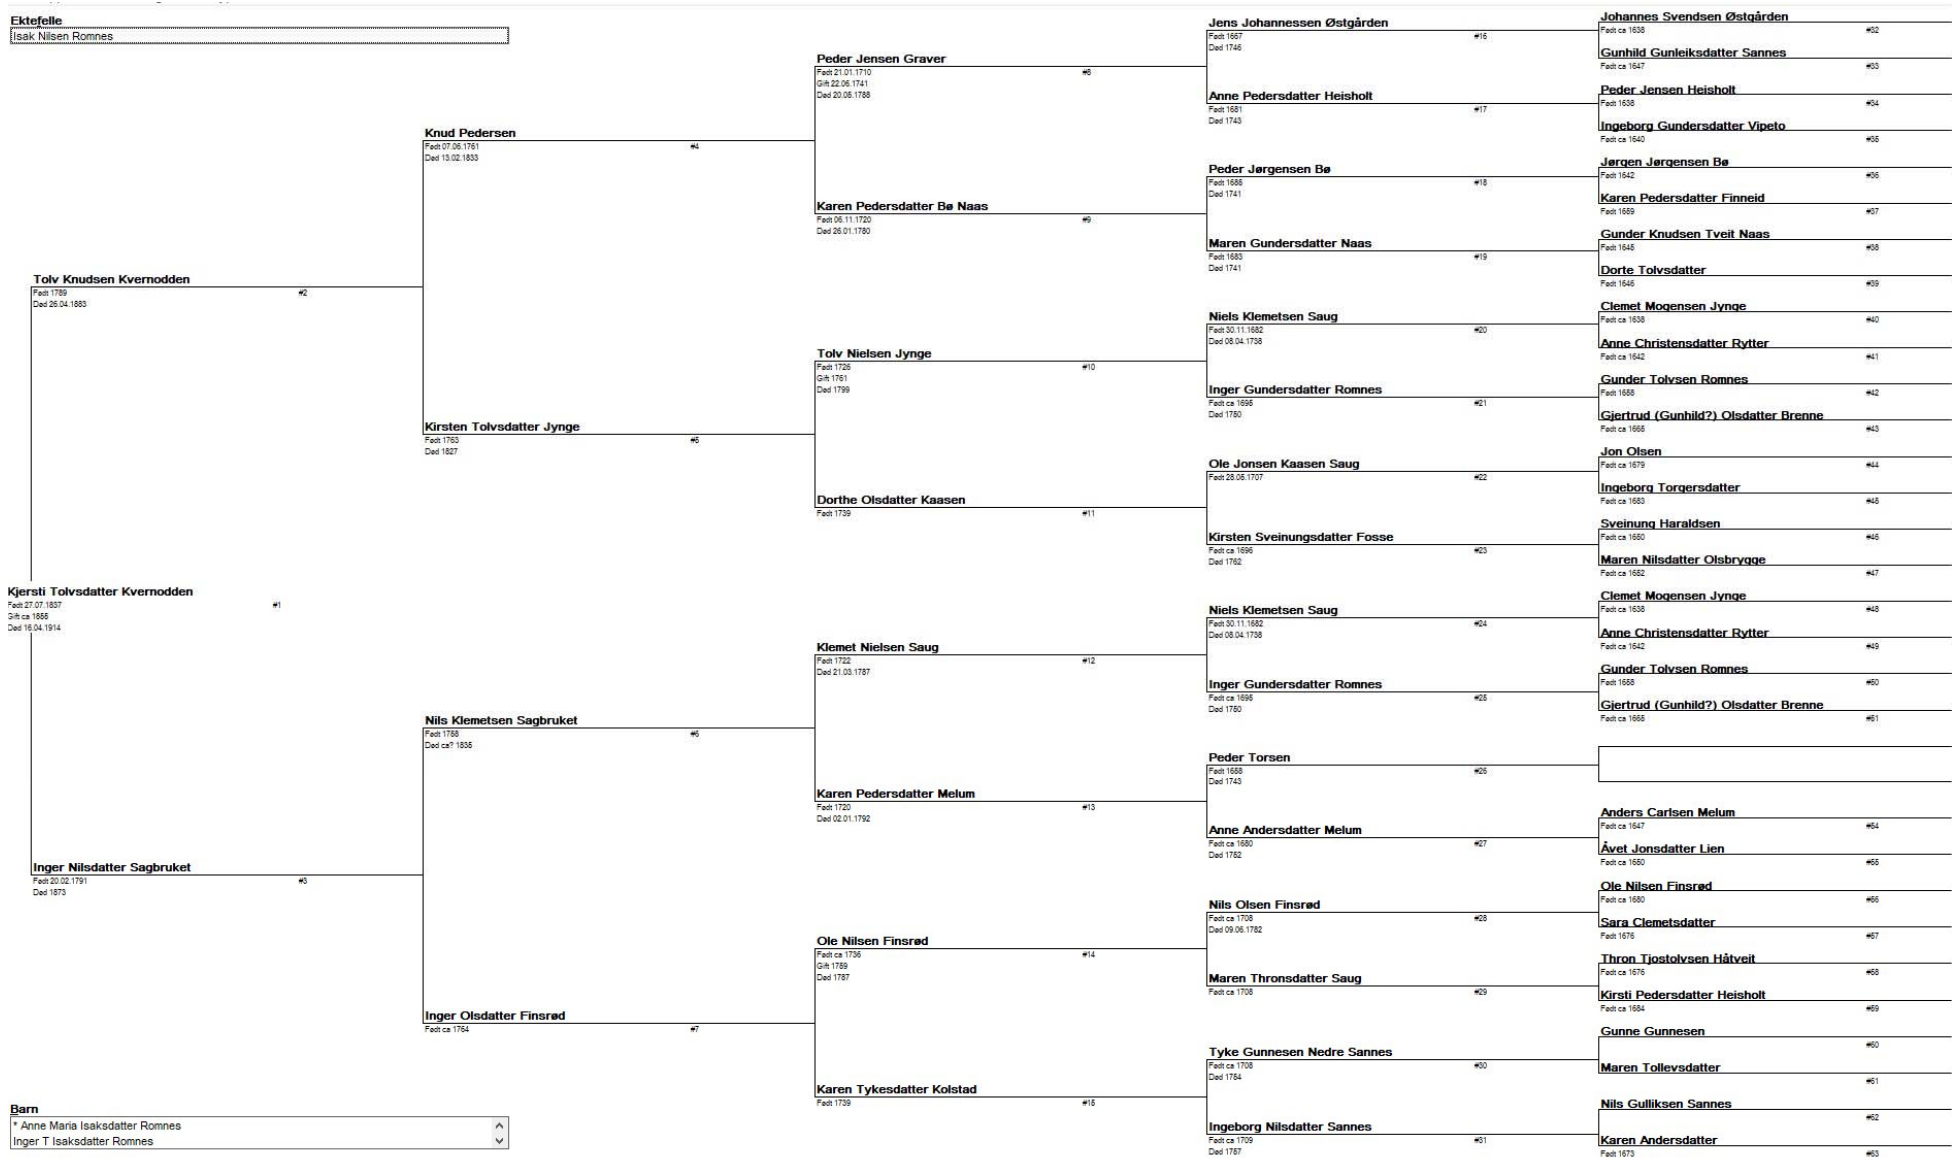 Ektefelle
Isak Nilsen Romnes
Kjersti Tolvsdatter Kvernodden
Født 27.07.1837 #1
Gift ca 1855
Død 16.04.1914
Tolv Knudsen Kvernodden
Født 1789 #2
Død 26.04.1883
Inger Nilsdatter Sagbruket
Født 20.02.1791 #3
Død 1873
Knud Pedersen
Født 07.06.1761 #4
Død 13.02.1833
Kirsten Tolvsdatter Jynge
Født 1763 #5
Død 1827
Nils Klemetsen Sagbruket
Født 1788 #6
Død ca? 1835
Inger Olsdatter Finsrød
Født ca 1764 #7
Peder Jensen Graver
Født 21.01.1710 #8
Gift 22.06.1741
Død 20.05.1788
Karen Pedersdatter Bø Naas
Født 06.11.1720 #9
Død 26.01.1780
Tolv Nielsen Jynge
Født 1726 #10
Gift 1761
Død 1799
Dorthe Olsdatter Kaasen
Født 1739 #11
Klemet Nielsen Saug
Født 1722 #12
Død 21.03.1787
Karen Pedersdatter Melum
Født 1720 #13
Død 02.01.1792
Ole Nilsen Finsrød
Født ca 1736 #14
Gift 1759
Død 1787
Karen Tykesdatter Kolstad
Født 1739 #15
Jens Johannessen Østgården
Født 1667 #16
Død 1746
Anne Pedersdatter Heisholt
Født 1681 #17
Død 1743
Peder Jørgensen Bø
Født 1685 #18
Død 1741
Maren Gundersdatter Naas
Født 1683 #19
Død 1741
Niels Klemetsen Saug
Født 30.11.1682 #20
Død 08.04.1738
Inger Gundersdatter Romnes
Født ca 1695 #21
Død 1750
Ole Jonsen Kaasen Saug
Født 28.05.1707 #22
Kirsten Sveinungsdatter Fosse
Født ca 1696 #23
Død 1762
Niels Klemetsen Saug
Født 30.11.1682 #24
Død 08.04.1738
Inger Gundersdatter Romnes
Født ca 1695 #25
Død 1750
Peder Torsen
Født 1658 #26
Død 1743
Anne Andersdatter Melum
Født ca 1680 #27
Død 1752
Nils Olsen Finsrød
Født ca 1708 #28
Død 09.06.1782
Maren Thronsdatter Saug
Født ca 1708 #29
Tyke Gunnesen Nedre Sannes
Født ca 1708 #30
Død 1784
Ingeborg Nilsdatter Sannes
Født ca 1709 #31
Død 1757
Johannes Svendsen Østgården
Født ca 1638 #32
Gunhild Gunleiksdatter Sannes
Født ca 1647 #33
Peder Jensen Heisholt
Født 1638 #34
Ingeborg Gundersdatter Vipeto
Født ca 1640 #35
Jørgen Jørgensen Bø
Født 1642 #36
Karen Pedersdatter Finneid
Født 1659 #37
Gunder Knudsen Tveit Naas
Født 1645 #38
Dorte Tolvsdatter
Født 1646 #39
Clemet Mogensen Jynge
Født ca 1638 #40
Anne Christensdatter Rytter
Født ca 1642 #41
Gunder Tolvsen Romnes
Født 1658 #42
Gjertrud (Gunhild?) Olsdatter Brenne
Født ca 1665 #43
Jon Olsen
Født ca 1679 #44
Ingeborg Torgersdatter
Født ca 1683 #45
Sveinung Haraldsen
Født ca 1650 #46
Maren Nilsdatter Olsbrygge
Født ca 1652 #47
Clemet Mogensen Jynge
Født ca 1638 #48
Anne Christensdatter Rytter
Født ca 1642 #49
Gunder Tolvsen Romnes
Født 1658 #50
Gjertrud (Gunhild?) Olsdatter Brenne
Født ca 1665 #51
Anders Carlsen Melum
Født ca 1647 #54
Åvet Jonsdatter Lien
Født ca 1650 #55
Ole Nilsen Finsrød
Født ca 1680 #56
Sara Clemetsdatter
Født 1676 #57
Thron Tjostolvsen Håtveit
Født ca 1676 #58
Kirsti Pedersdatter Heisholt
Født ca 1684 #59
Gunne Gunnesen
#60
Maren Tollevsdatter
#61
Nils Gulliksen Sannes
#62
Karen Andersdatter
Født 1673 #63
Barn
* Anne Maria Isaksdatter Romnes
Inger T Isaksdatter Romnes